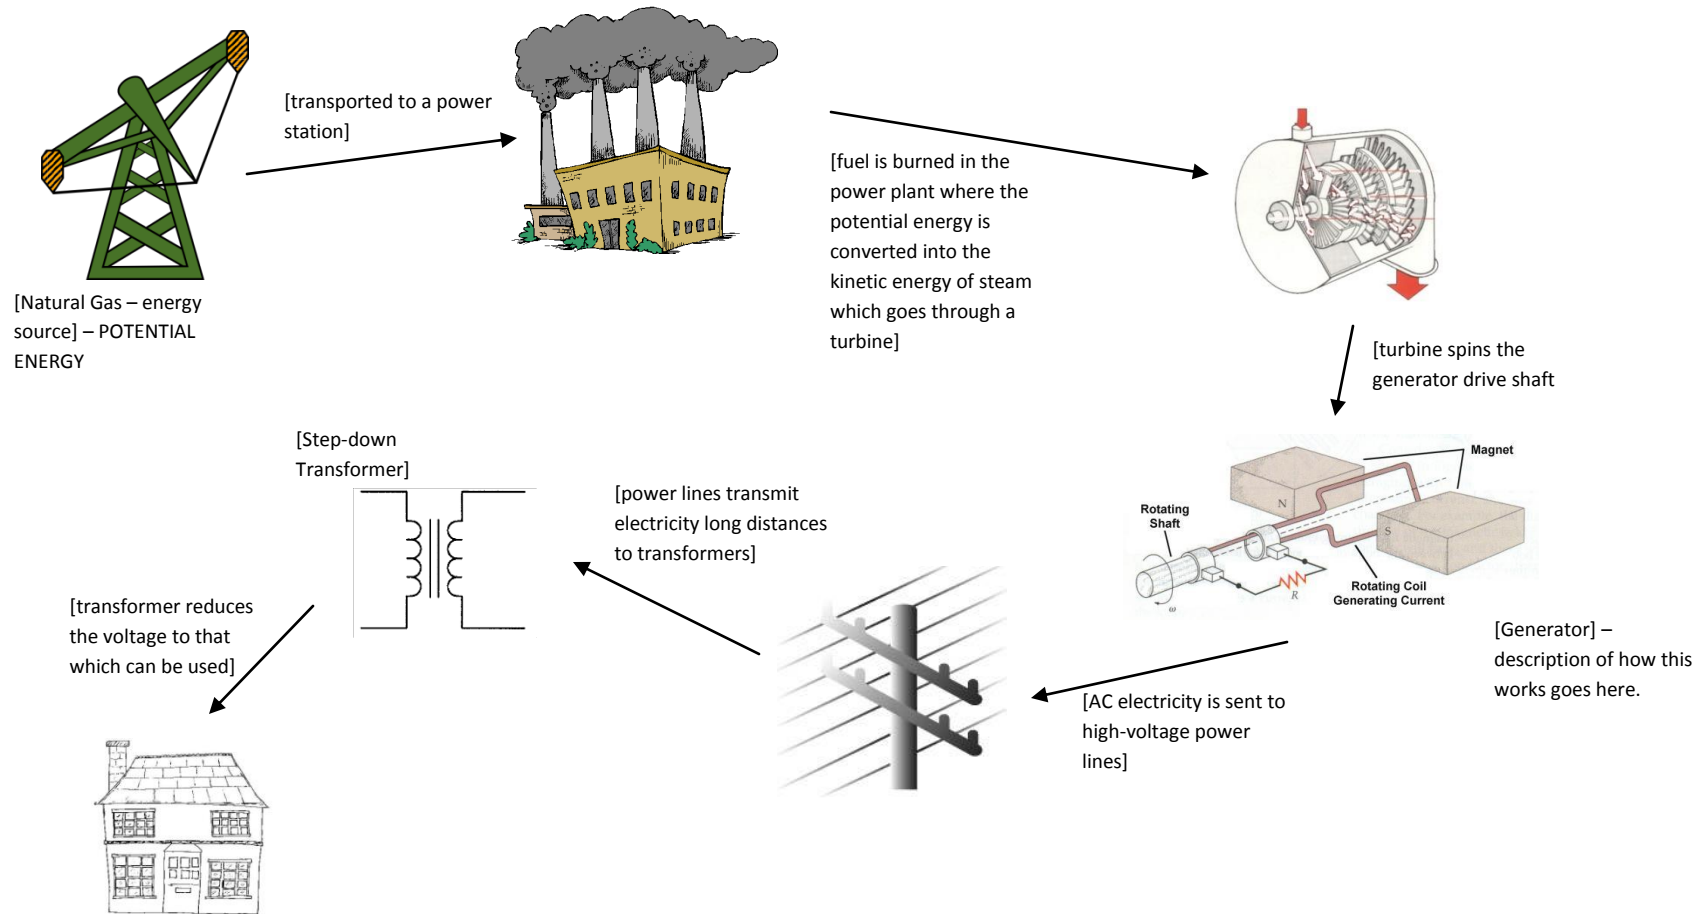 [Natural Gas – energy
source] – POTENTIAL
ENERGY
[transported to a power
station]
[fuel is burned in the
power plant where the
potential energy is
converted into the
kinetic energy of steam
which goes through a
turbine]
[turbine spins the
generator drive shaft
Magnet
N
S
Rotating
Shaft
ω
R
Rotating Coil
Generating Current
[Generator] –
description of how this
works goes here.
[AC electricity is sent to
high-voltage power
lines]
[power lines transmit
electricity long distances
to transformers]
[Step-down
Transformer]
[transformer reduces
the voltage to that
which can be used]